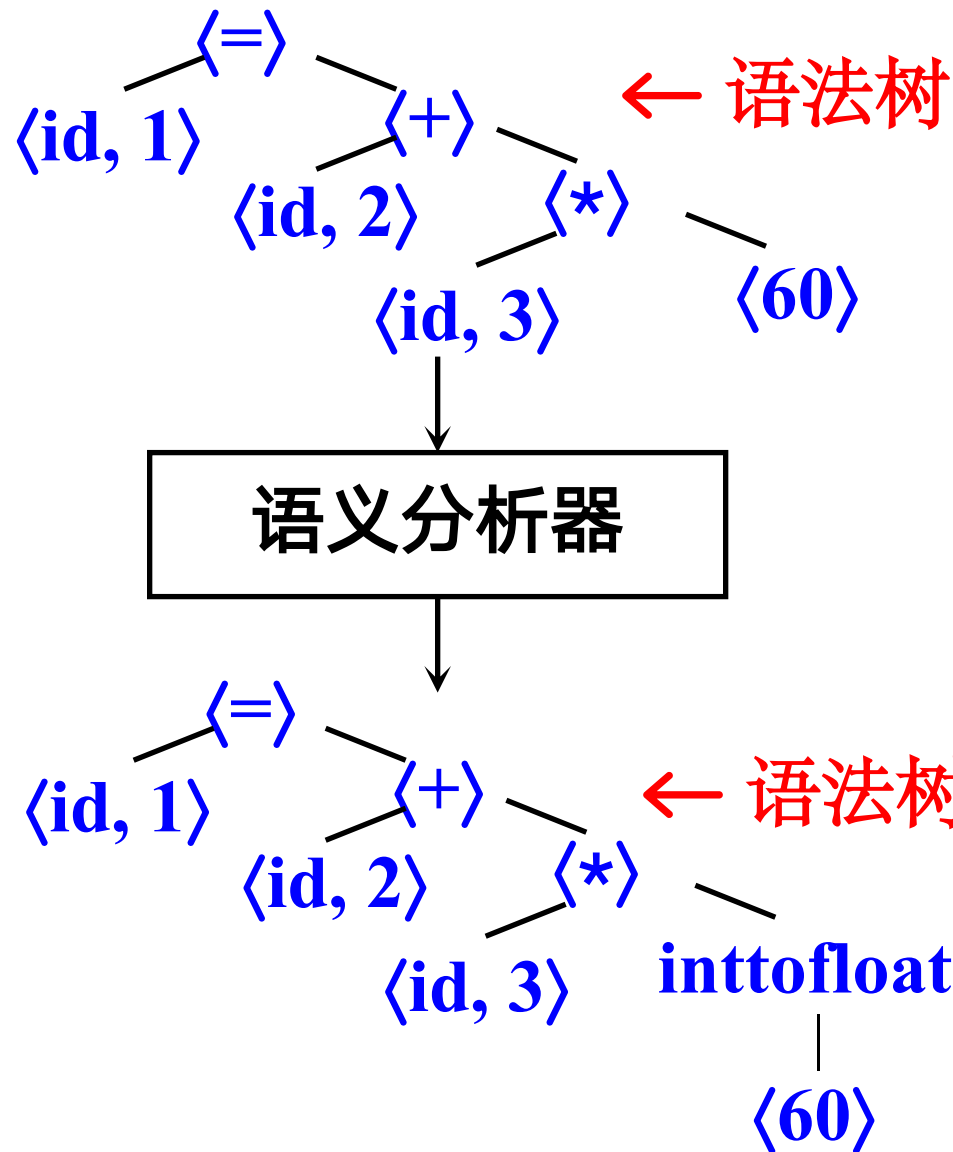 ⟨=⟩
← 语法树
⟨id, 1⟩
⟨+⟩
⟨id, 2⟩
⟨*⟩
⟨id, 3⟩
⟨60⟩
语义分析器
⟨=⟩
⟨id, 1⟩
⟨+⟩
← 语法树
⟨id, 2⟩
⟨*⟩
⟨id, 3⟩
inttofloat
⟨60⟩